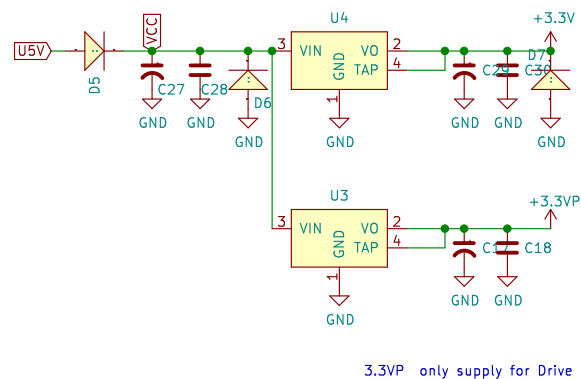 U4
+3.3V
U5V
VCC
3
VIN
VO
2
GND
TAP
4
1
D5
C27
C28
D6
C29
C30
D7
GND
GND
GND
GND
GND
GND
GND
U3
+3.3VP
3
VIN
VO
2
GND
TAP
4
1
C17
C18
GND
GND
GND
3.3VP only supply for Drive